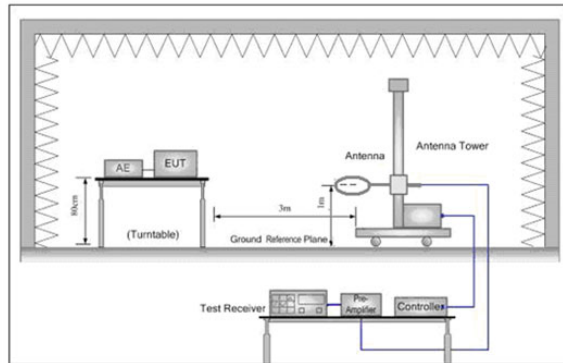 AE
EUT
80cm
(Turntable)
3m
1m
Ground Reference Plane
Antenna
Antenna Tower
Test Receiver
Pre-
Amplifier
Controller